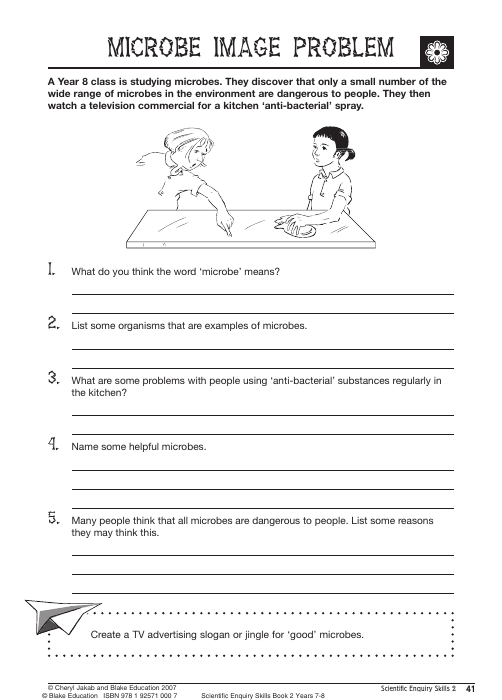 MICROBE IMAGE PROBLEM
A Year 8 class is studying microbes. They discover that only a small number of the
wide range of microbes in the environment are dangerous to people. They then
watch a television commercial for a kitchen ‘anti-bacterial’ spray.
1. What do you think the word ‘microbe’ means?
2. List some organisms that are examples of microbes.
3. What are some problems with people using ‘anti-bacterial’ substances regularly in
the kitchen?
4. Name some helpful microbes.
5. Many people think that all microbes are dangerous to people. List some reasons
they may think this.
Create a TV advertising slogan or jingle for ‘good’ microbes.
© Cheryl Jakab and Blake Education 2007
Scientific Enquiry Skills 2 41
© Blake Education ISBN 978 1 92571 000 7 Scientific Enquiry Skills Book 2 Years 7-8